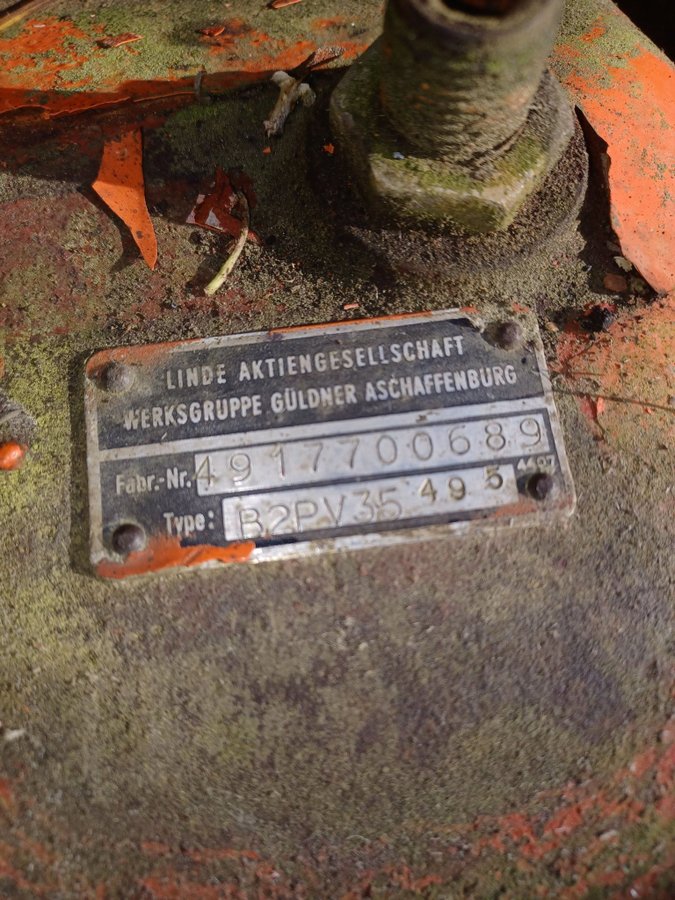 LINDE AKTIENGESELLSCHAFT
WERKSGRUPPE GÜLDNER ASCHAFFENBURG
Fabr.-Nr. 4917700689
Type: B2PV35 495